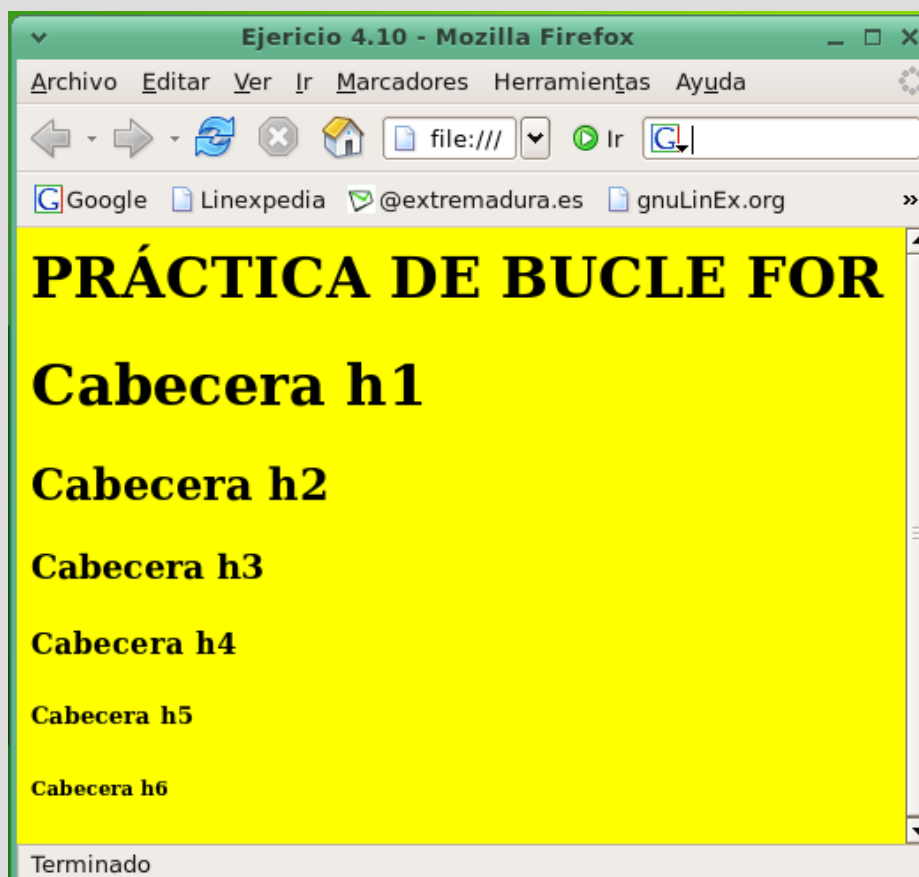 Ejericio 4.10 - Mozilla Firefox
Archivo Editar Ver Ir Marcadores Herramientas Ayuda
file:/// Ir G
G Google Linexpedia @extremadura.es gnuLinEx.org »
PRÁCTICA DE BUCLE FOR
Cabecera h1
Cabecera h2
Cabecera h3
Cabecera h4
Cabecera h5
Cabecera h6
Terminado